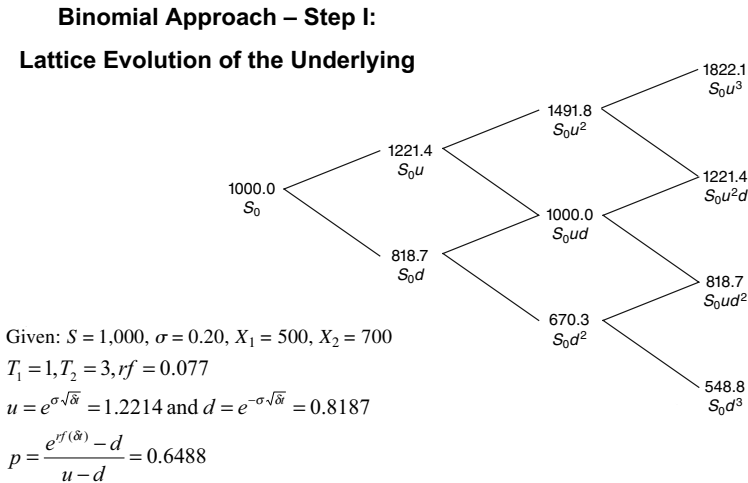 Binomial Approach – Step I:
Lattice Evolution of the Underlying
1822.1
S₀u³
1491.8
S₀u²
1221.4
S₀u
1221.4
S₀u²d
1000.0
S₀
1000.0
S₀ud
818.7
S₀d
818.7
S₀ud²
670.3
S₀d²
548.8
S₀d³
Given: S = 1,000, σ = 0.20, X₁ = 500, X₂ = 700
T₁ = 1, T₂ = 3, rf = 0.077
u = e^{σ√δt} = 1.2214 and d = e^{−σ√δt} = 0.8187
p = (e^{rf(δt)} − d)/(u − d) = 0.6488